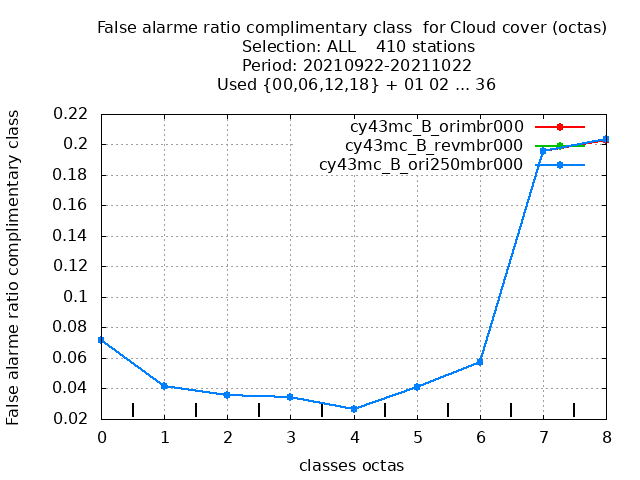 False alarme ratio complimentary class  for Cloud cover (octas)
Selection: ALL    410 stations
Period: 20210922-20211022
Used {00,06,12,18} + 01 02 ... 36
False alarme ratio complimentary class
0.22
0.2
0.18
0.16
0.14
0.12
0.1
0.08
0.06
0.04
0.02
cy43mc_B_orimbr000
cy43mc_B_revmbr000
cy43mc_B_ori250mbr000
0 1 2 3 4 5 6 7 8
classes octas